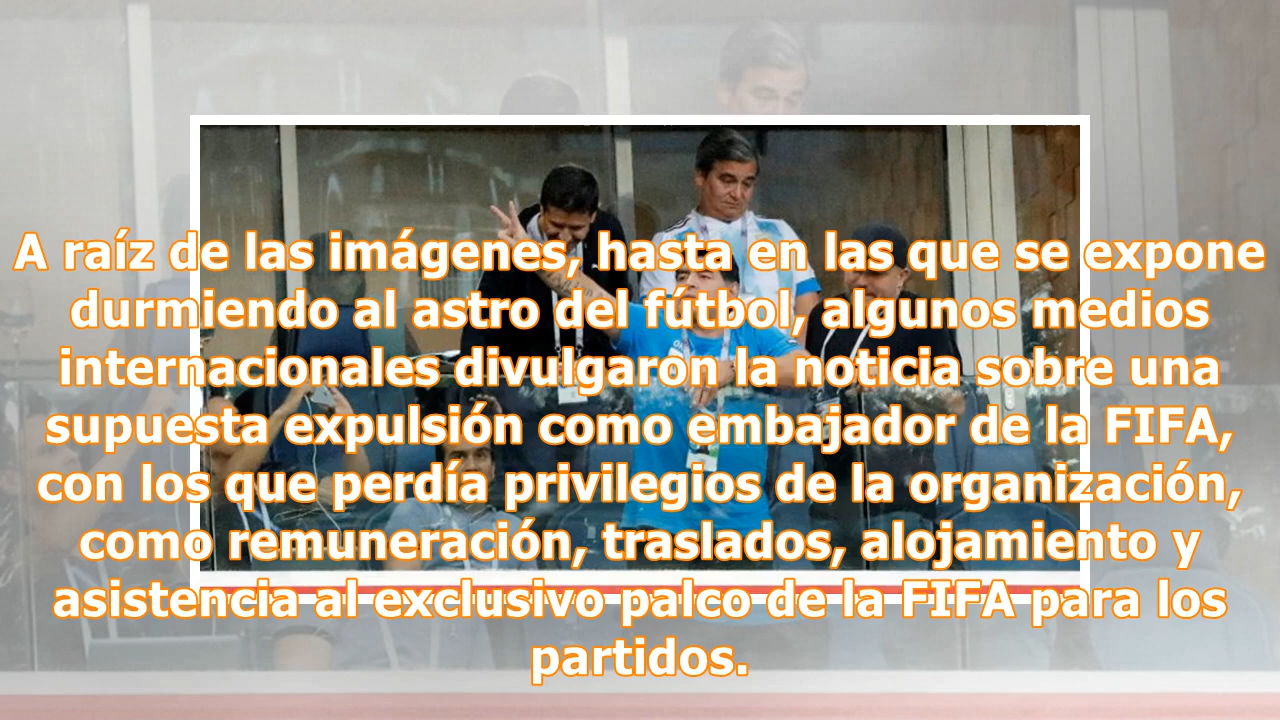 A raíz de las imágenes, hasta en las que se expone
durmiendo al astro del fútbol, algunos medios
internacionales divulgaron la noticia sobre una
supuesta expulsión como embajador de la FIFA,
con los que perdía privilegios de la organización,
como remuneración, traslados, alojamiento y
asistencia al exclusivo palco de la FIFA para los
partidos.